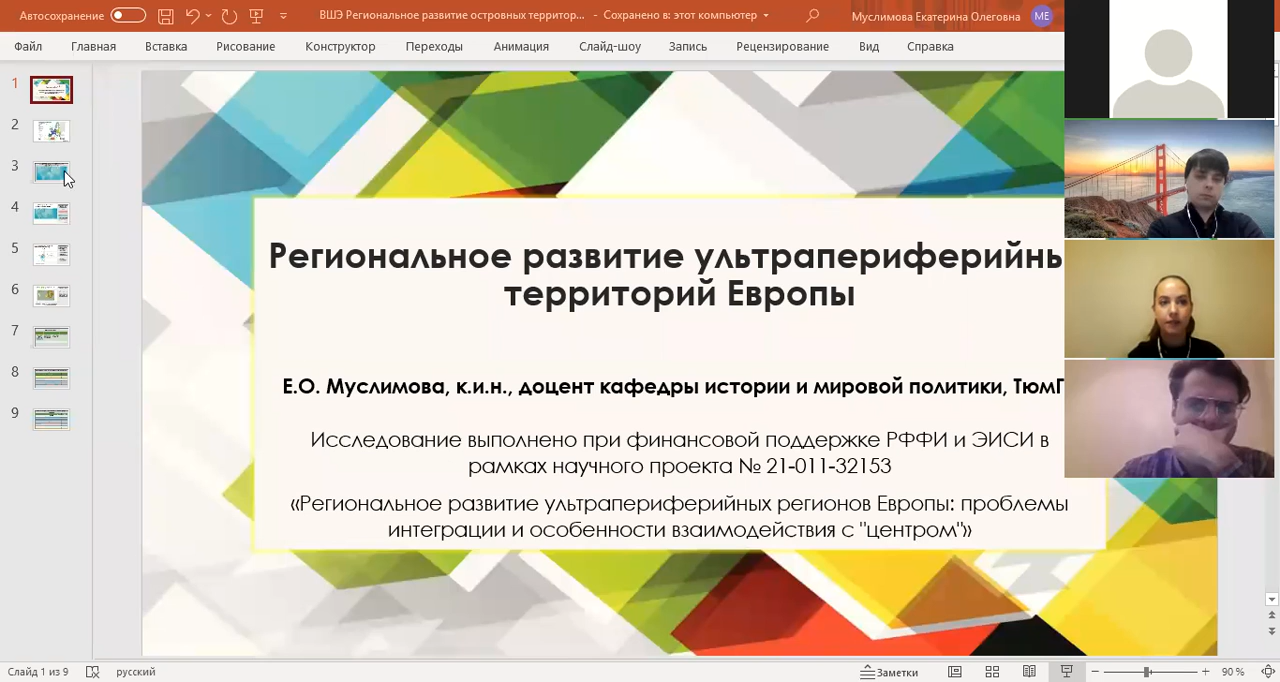 Автосохранение
ВШЭ Региональное развитие островных территор... - Сохранено в: этот компьютер
Муслимова Екатерина Олеговна
ME
Файл Главная Вставка Рисование Конструктор Переходы Анимация Слайд-шоу Запись Рецензирование Вид Справка
1
2
3
4
5
6
7
8
9
Региональное развитие ультрапериферийны
территорий Европы
Е.О. Муслимова, к.и.н., доцент кафедры истории и мировой политики, ТюмГ
Исследование выполнено при финансовой поддержке РФФИ и ЭИСИ в
рамках научного проекта № 21-011-32153
«Региональное развитие ультрапериферийных регионов Европы: проблемы
интеграции и особенности взаимодействия с "центром"»
Слайд 1 из 9 русский Заметки 90 %